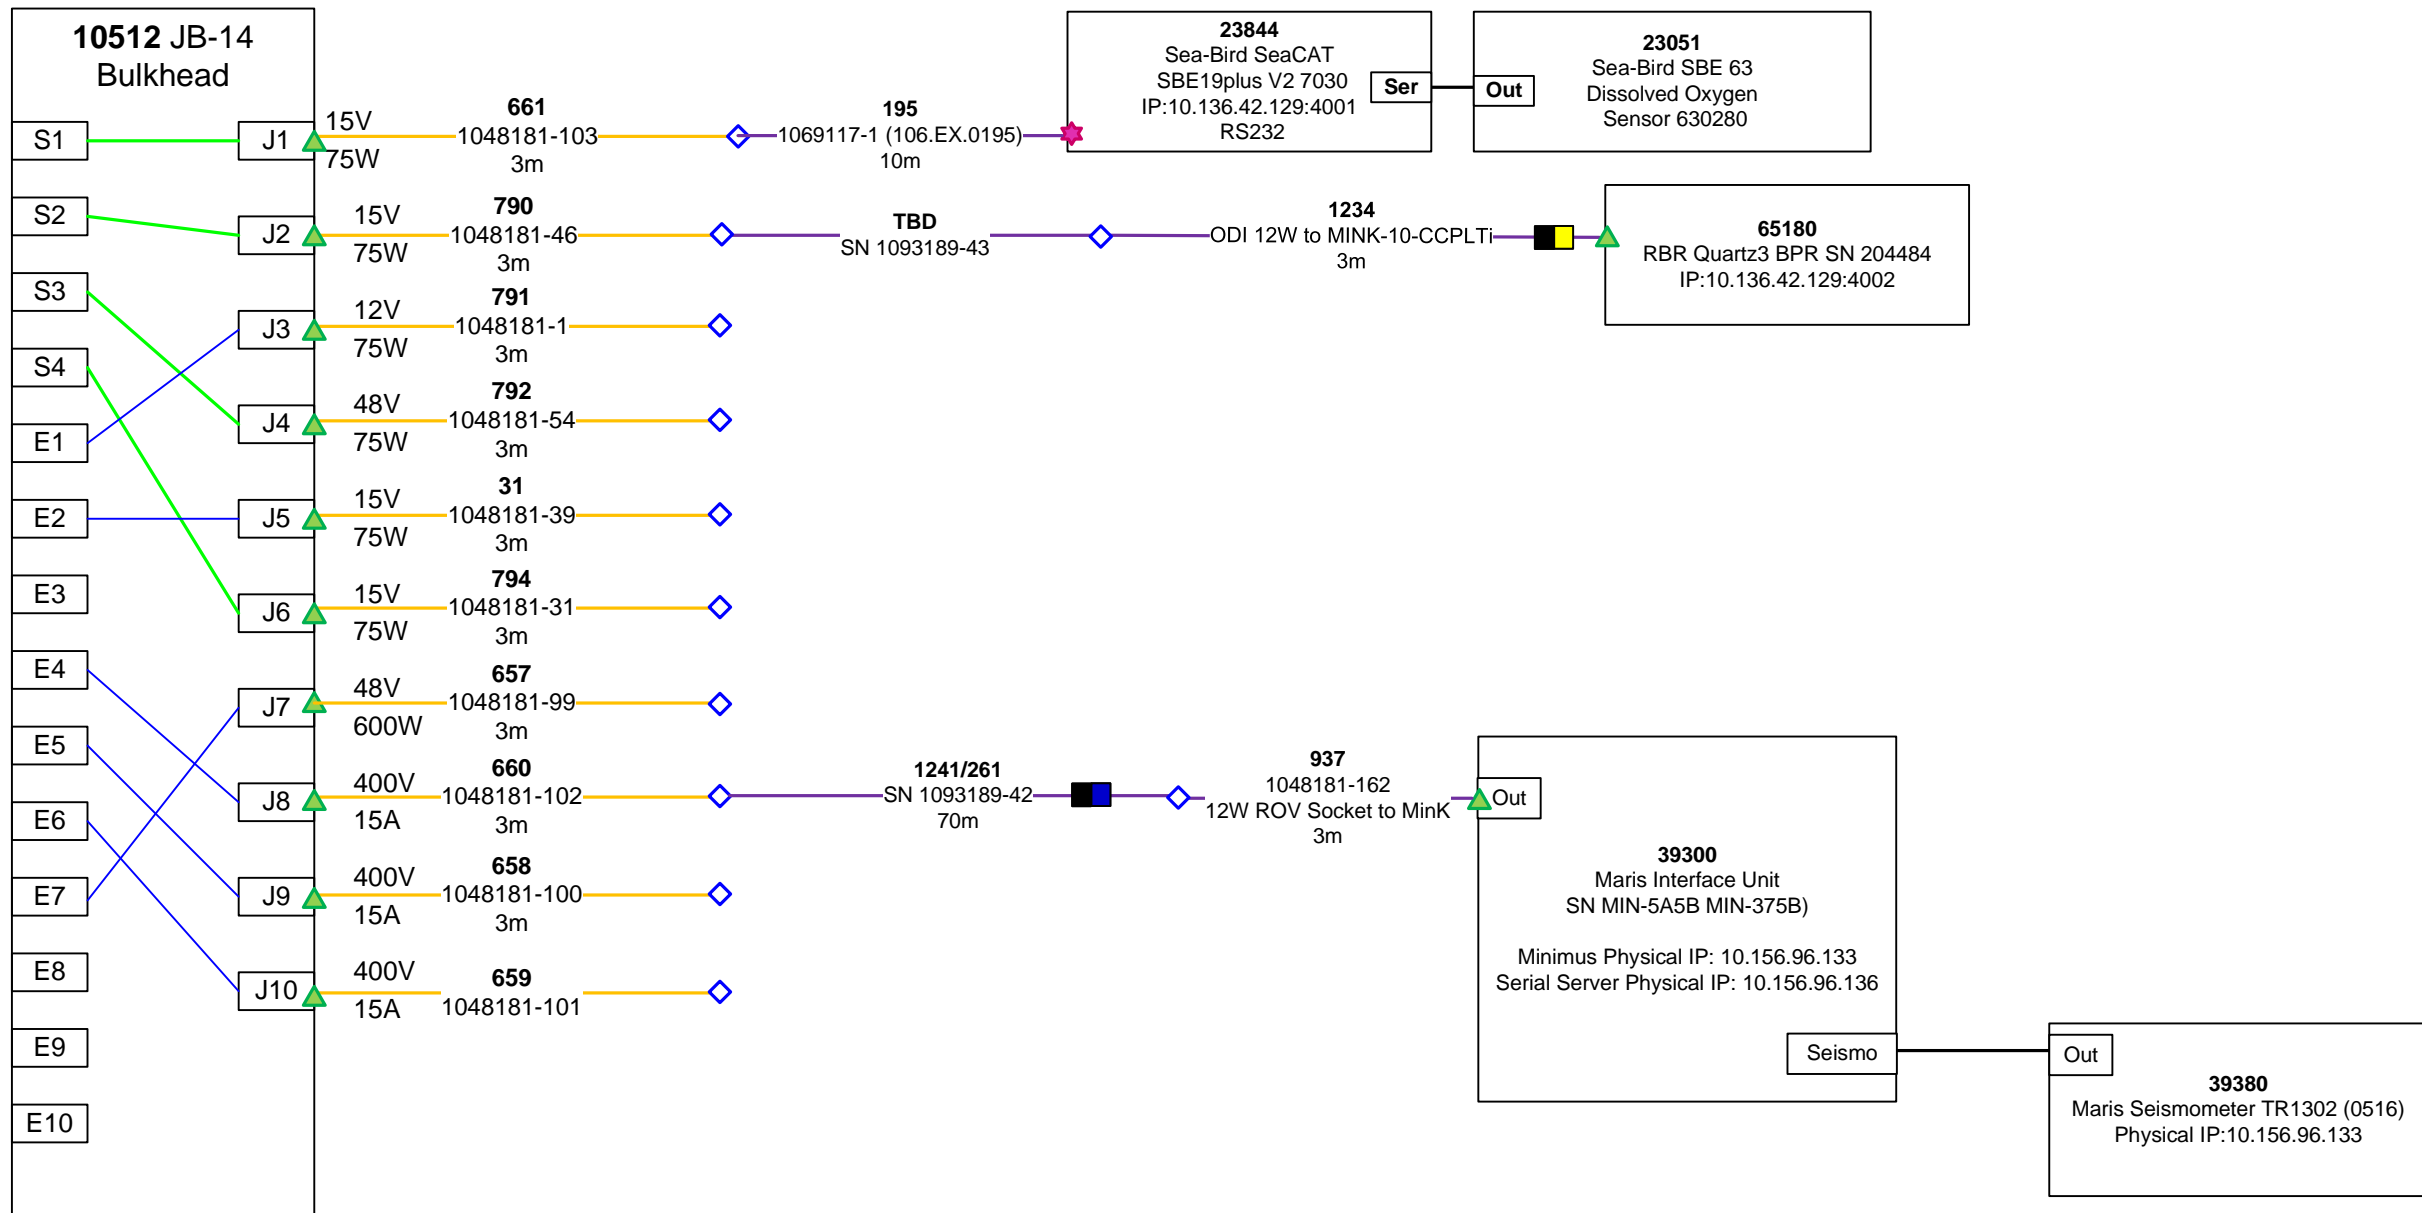 10512 JB-14
Bulkhead
S1
S2
S3
S4
E1
E2
E3
E4
E5
E6
E7
E8
E9
E10
J1
15V
75W
661
1048181-103
3m
195
1069117-1 (106.EX.0195)
10m
23844
Sea-Bird SeaCAT
SBE19plus V2 7030
IP:10.136.42.129:4001
RS232
Ser
Out
23051
Sea-Bird SBE 63
Dissolved Oxygen
Sensor 630280
J2
15V
75W
790
1048181-46
3m
TBD
SN 1093189-43
1234
ODI 12W to MINK-10-CCPLTi
3m
65180
RBR Quartz3 BPR SN 204484
IP:10.136.42.129:4002
J3
12V
75W
791
1048181-1
3m
J4
48V
75W
792
1048181-54
3m
J5
15V
75W
31
1048181-39
3m
J6
15V
75W
794
1048181-31
3m
J7
48V
600W
657
1048181-99
3m
J8
400V
15A
660
1048181-102
3m
1241/261
SN 1093189-42
70m
937
1048181-162
12W ROV Socket to MinK
3m
Out
39300
Maris Interface Unit
SN MIN-5A5B MIN-375B)
Minimus Physical IP: 10.156.96.133
Serial Server Physical IP: 10.156.96.136
Seismo
Out
39380
Maris Seismometer TR1302 (0516)
Physical IP:10.156.96.133
J9
400V
15A
658
1048181-100
3m
J10
400V
15A
659
1048181-101